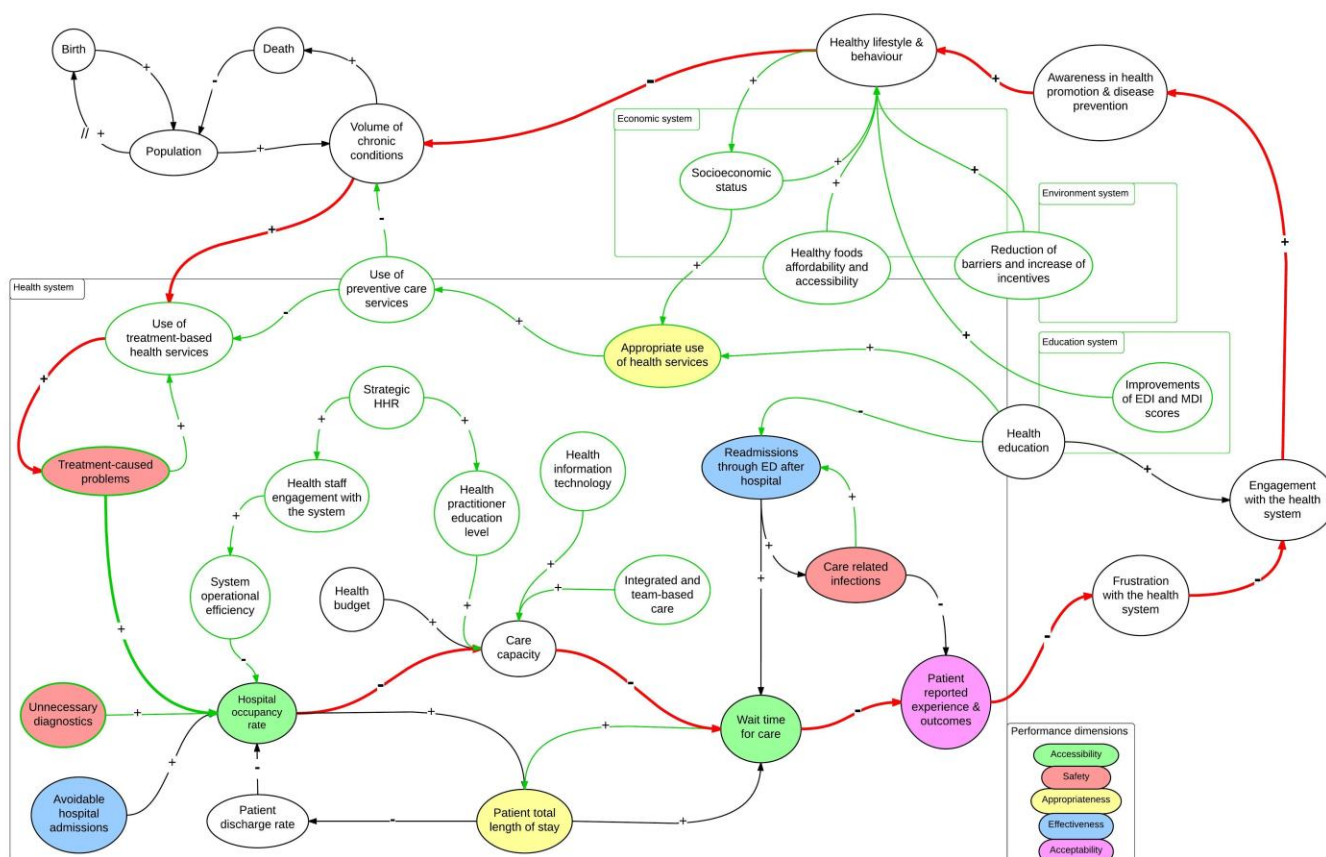 Birth
Death
Healthy lifestyle &
behaviour
Awareness in health
promotion & disease
prevention
+
+
-
-
+
//
+
Population
+
Volume of
chronic
conditions
Economic system
+
Socioeconomic
status
+
+
+
Environment system
Reduction of
barriers and increase of
incentives
Healthy foods
affordability and
accessibility
+
-
+
+
Health system
Use of
preventive care
services
Use of
treatment-based
health services
-
+
Appropriate use
of health services
+
+
Education system
Improvements
of EDI and MDI
scores
+
Strategic
HHR
+
+
+
-
Health
education
+
Treatment-caused
problems
Health staff
engagement with
the system
Health
practitioner
education
level
Health
information
technology
Readmissions
through ED after
hospital
Engagement
with the health
system
+
+
+
Care related
infections
System
operational
efficiency
Health
budget
+
+
+
Integrated and
team-based
care
+
-
Frustration
with the health
system
-
+
-
Care
capacity
-
-
-
Unnecessary
diagnostics
+
Hospital
occupancy
rate
+
+
Wait time
for care
-
Patient
reported
experience &
outcomes
+
-
Avoidable
hospital
admissions
Patient
discharge rate
-
Patient total
length of stay
+
Performance dimensions
Accessibility
Safety
Appropriateness
Effectiveness
Acceptability